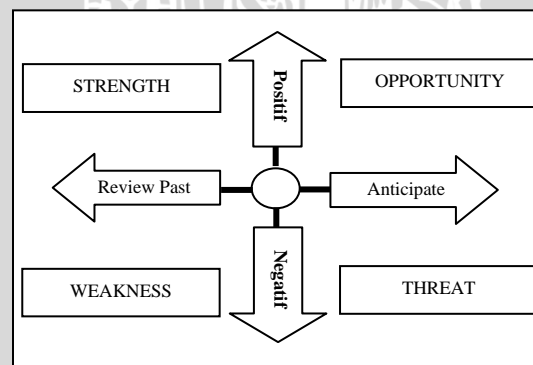 STRENGTH
Positif
OPPORTUNITY
Review Past
Anticipate
WEAKNESS
Negatif
THREAT